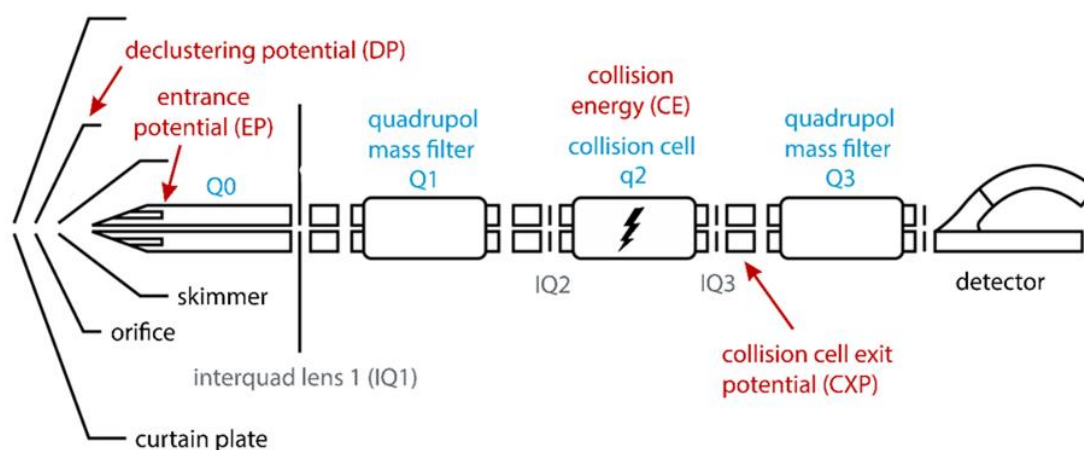 declustering potential (DP)
entrance
potential (EP)
Q0
quadrupol
mass filter
Q1
collision
energy (CE)
collision cell
q2
quadrupol
mass filter
Q3
IQ2
IQ3
detector
skimmer
orifice
interquad lens 1 (IQ1)
collision cell exit
potential (CXP)
curtain plate